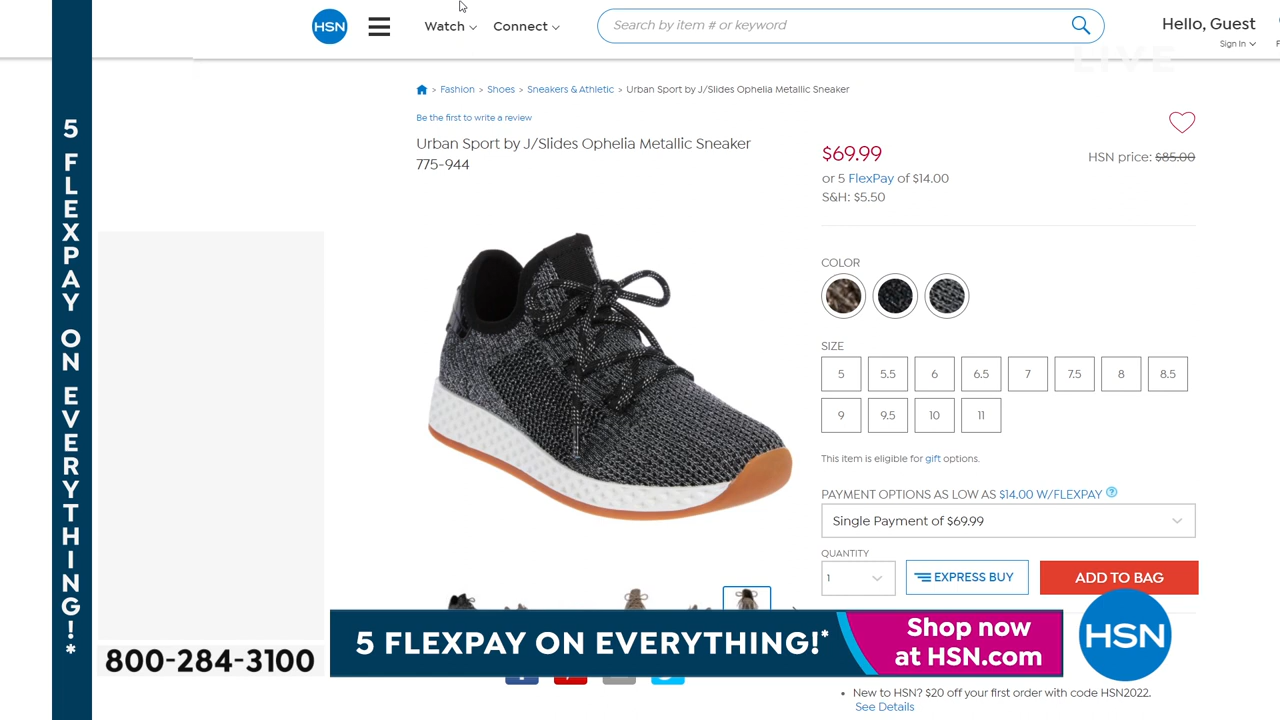 5 FLEXPAY ON EVERYTHING!*
HSN
Watch
Connect
Search by item # or keyword
Hello, Guest
Sign In
LIVE
> Fashion > Shoes > Sneakers & Athletic > Urban Sport by J/Slides Ophelia Metallic Sneaker
Be the first to write a review
Urban Sport by J/Slides Ophelia Metallic Sneaker
775-944
$69.99
HSN price: $85.00
or 5 FlexPay of $14.00
S&H: $5.50
COLOR
SIZE
5 5.5 6 6.5 7 7.5 8 8.5
9 9.5 10 11
This item is eligible for gift options.
PAYMENT OPTIONS AS LOW AS $14.00 W/FLEXPAY ?
Single Payment of $69.99
QUANTITY
1
EXPRESS BUY
ADD TO BAG
800-284-3100
5 FLEXPAY ON EVERYTHING!*
Shop now
at HSN.com
HSN
• New to HSN? $20 off your first order with code HSN2022.
See Details